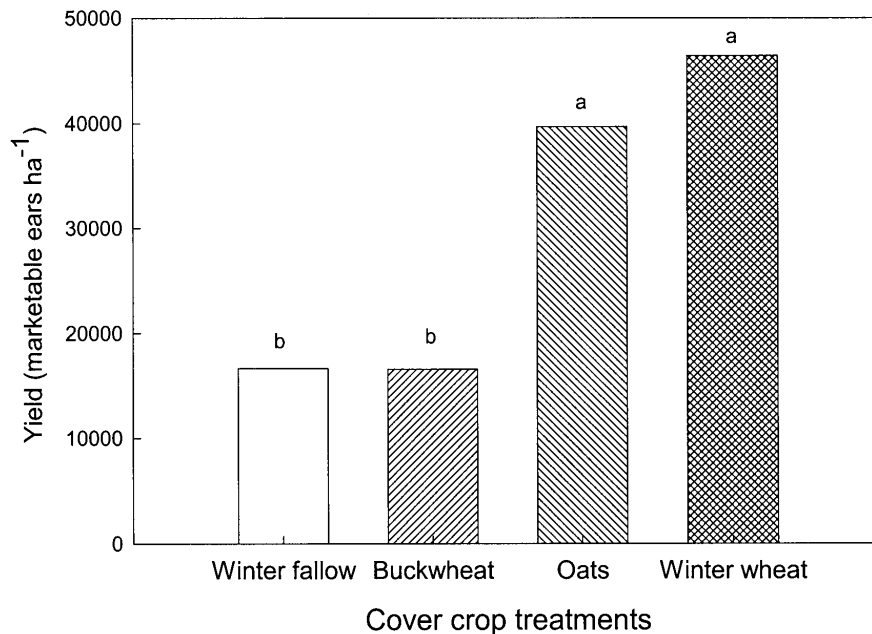 50000
40000
30000
20000
10000
0
Yield (marketable ears ha⁻¹)
b
b
a
a
Winter fallow
Buckwheat
Oats
Winter wheat
Cover crop treatments